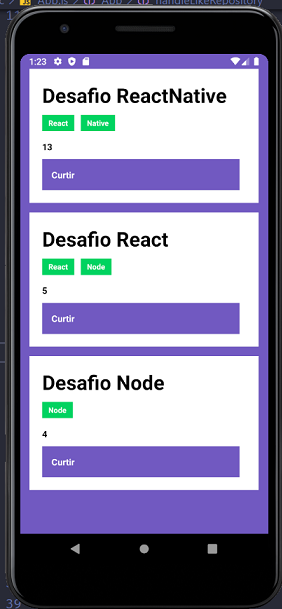 App.js > App > handleLikeRepository
1:23
Desafio ReactNative
React Native
13
Curtir
Desafio React
React Node
5
Curtir
Desafio Node
Node
4
Curtir
39